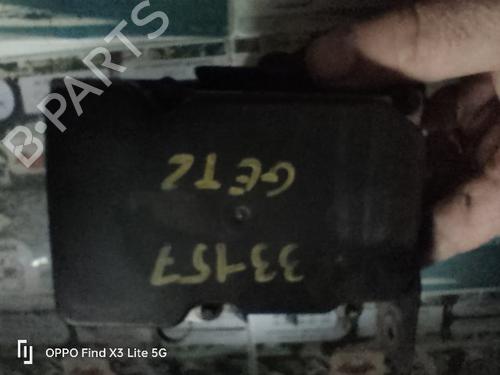 33157
GETZ
B-PARTS
OPPO Find X3 Lite 5G